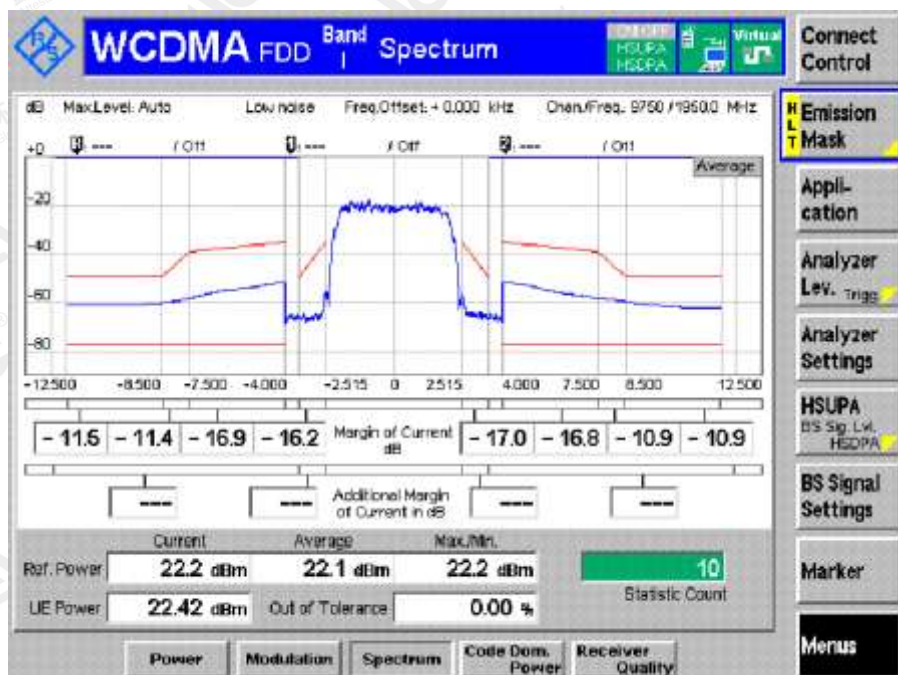 R&S
WCDMA FDD Band I Spectrum
ON/OFF
HSUPA
HSDPA
Virtual
Connect Control
dB Max.Level: Auto Low noise Freq.Offset: + 0.000 kHz Chan./Freq. 9750 / 1950.0 MHz
+0 R: --- / Off 1: --- / Off 2: --- / Off
Average
-20
-40
-60
-80
-12.500 -8.500 -7.500 -4.000 -2.515 0 2.515 4.000 7.500 8.500 12.500
- 11.5 - 11.4 - 16.9 - 16.2 Margin of Current dB - 17.0 - 16.8 - 10.9 - 10.9
--- --- Additional Margin of Current in dB --- ---
Current Average Max./Min.
Ref. Power 22.2 dBm 22.1 dBm 22.2 dBm 10
Statistic Count
UE Power 22.42 dBm Out of Tolerance 0.00 %
HLT
Emission Mask
Appli-
cation
Analyzer
Lev. Trigg
Analyzer
Settings
HSUPA
BS Sig. Lvl.
HSDPA
BS Signal
Settings
Marker
Menus
Power Modulation Spectrum Code Dom. Power Receiver Quality